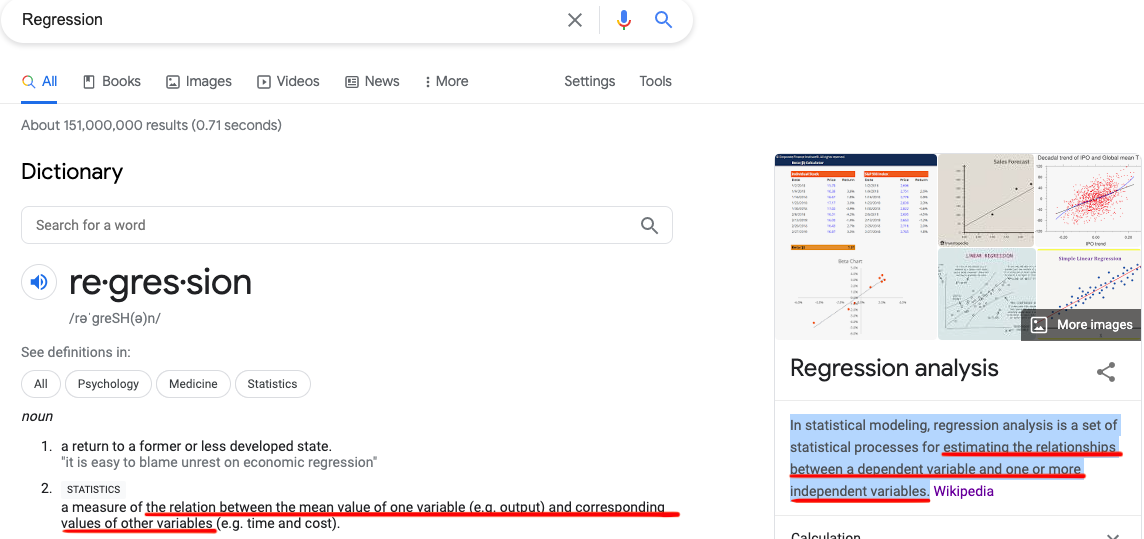 Regression
All
Books
Images
Videos
News
More
Settings
Tools
About 151,000,000 results (0.71 seconds)
Dictionary
Search for a word
re·gres·sion
/rəˈɡreSH(ə)n/
See definitions in:
All
Psychology
Medicine
Statistics
noun
1. a return to a former or less developed state.
"it is easy to blame unrest on economic regression"
2. STATISTICS
a measure of the relation between the mean value of one variable (e.g. output) and corresponding
values of other variables (e.g. time and cost).
Beta Chart
Sales Forecast
Decadal trend of IPO and Global mean T
IPO trend
LINEAR REGRESSION
Simple Linear Regression
More images
Regression analysis
In statistical modeling, regression analysis is a set of
statistical processes for estimating the relationships
between a dependent variable and one or more
independent variables. Wikipedia
Calculation